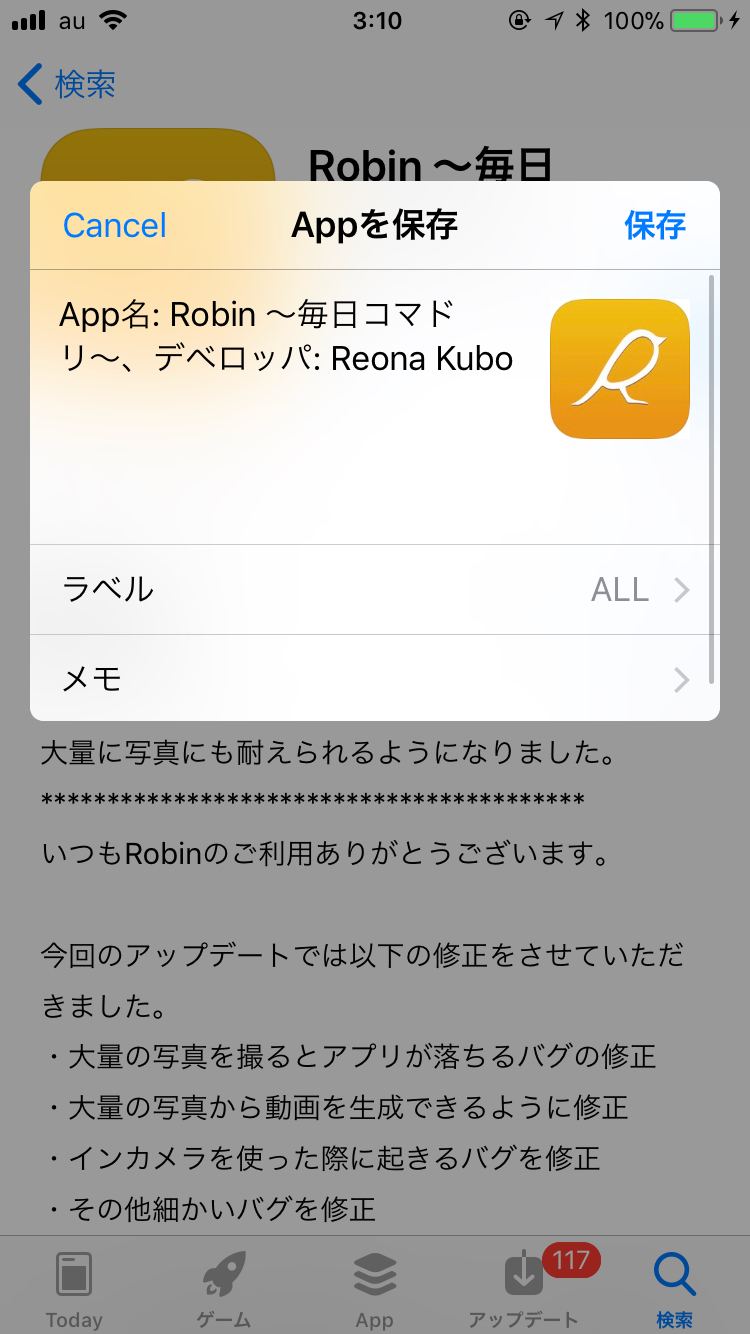 au 3:10 100%
検索
Robin 〜毎日
Cancel Appを保存 保存
App名: Robin 〜毎日コマド
リ〜、デベロッパ: Reona Kubo
ラベル ALL
メモ
大量に写真にも耐えられるようになりました。
*****************************************
いつもRobinのご利用ありがとうございます。
今回のアップデートでは以下の修正をさせていただ
きました。
・大量の写真を撮るとアプリが落ちるバグの修正
・大量の写真から動画を生成できるように修正
・インカメラを使った際に起きるバグを修正
・その他細かいバグを修正
117
Today ゲーム App アップデート 検索